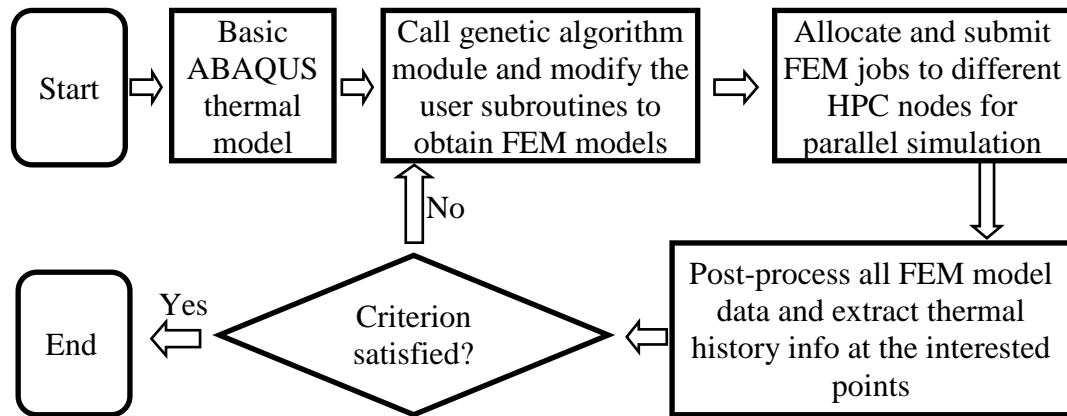 Start
Basic
ABAQUS
thermal
model
Call genetic algorithm
module and modify the
user subroutines to
obtain FEM models
Allocate and submit
FEM jobs to different
HPC nodes for
parallel simulation
Post-process all FEM model
data and extract thermal
history info at the interested
points
Criterion
satisfied?
No
Yes
End